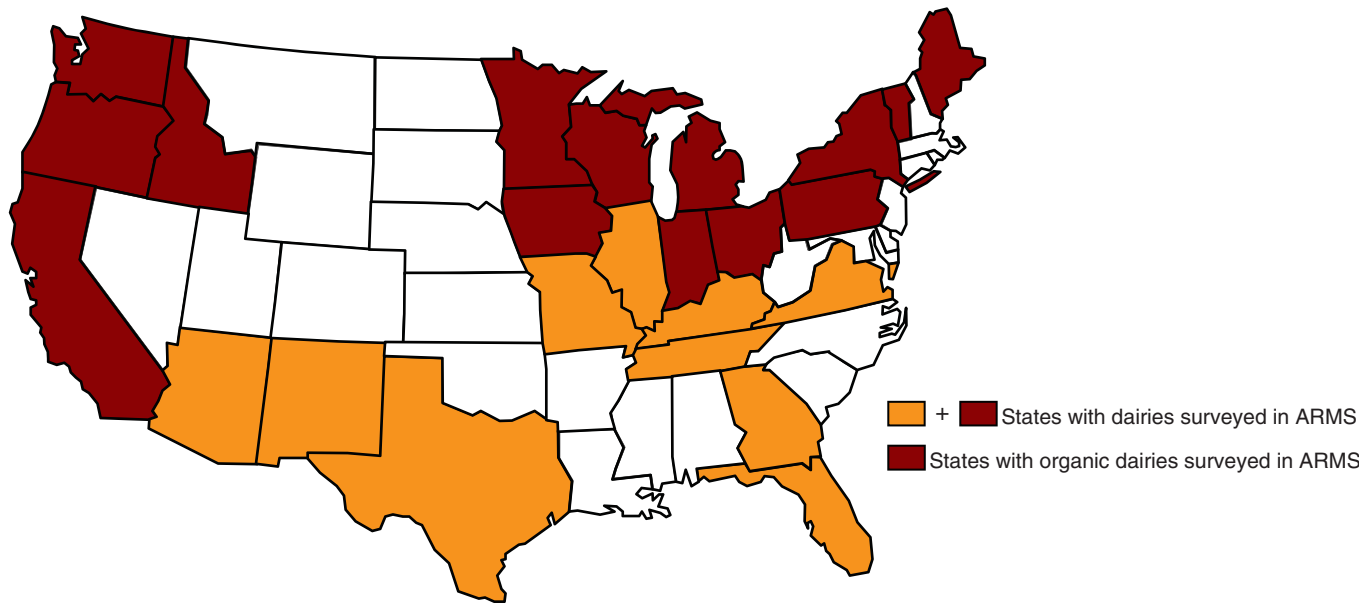 + States with dairies surveyed in ARMS
States with organic dairies surveyed in ARMS